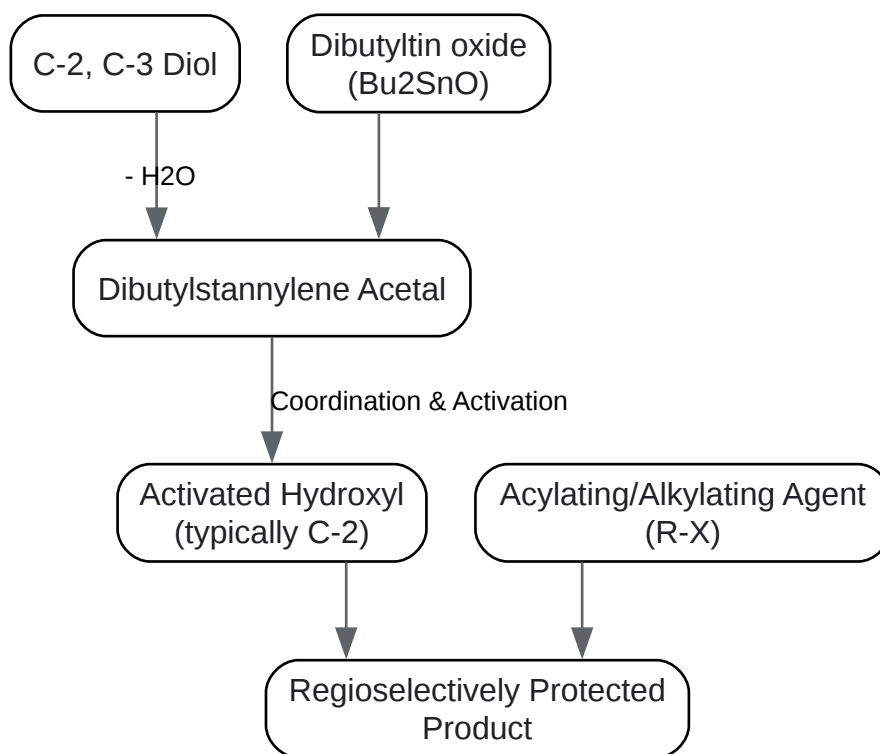 C-2, C-3 Diol
Dibutyltin oxide
(Bu2SnO)
- H2O
Dibutylstannylene Acetal
Coordination & Activation
Activated Hydroxyl
(typically C-2)
Acylating/Alkylating Agent
(R-X)
Regioselectively Protected
Product